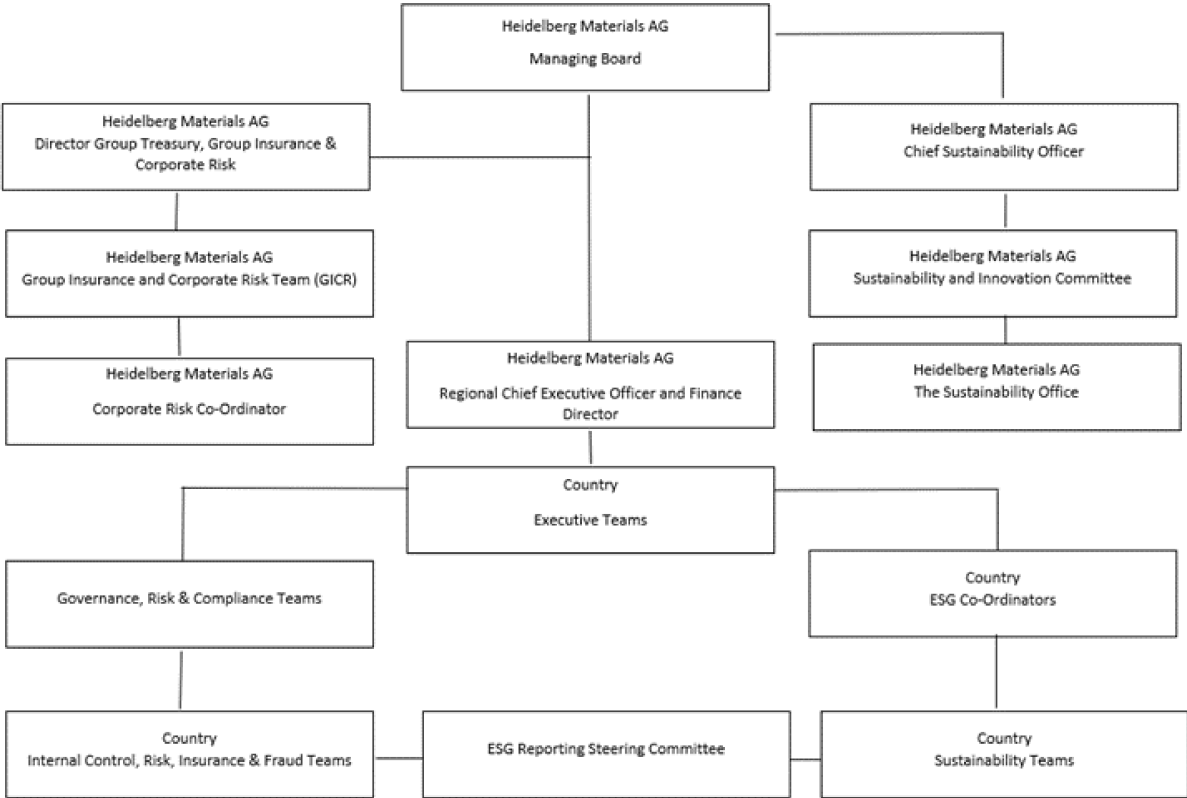 Heidelberg Materials AG
Managing Board
Heidelberg Materials AG
Director Group Treasury, Group Insurance &
Corporate Risk
Heidelberg Materials AG
Chief Sustainability Officer
Heidelberg Materials AG
Group Insurance and Corporate Risk Team (GICR)
Heidelberg Materials AG
Sustainability and Innovation Committee
Heidelberg Materials AG
Corporate Risk Co-Ordinator
Heidelberg Materials AG
Regional Chief Executive Officer and Finance
Director
Heidelberg Materials AG
The Sustainability Office
Country
Executive Teams
Governance, Risk & Compliance Teams
Country
ESG Co-Ordinators
Country
Internal Control, Risk, Insurance & Fraud Teams
ESG Reporting Steering Committee
Country
Sustainability Teams